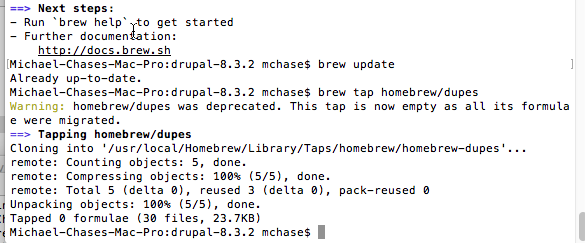 ==> Next steps:
- Run `brew help` to get started
- Further documentation:
http://docs.brew.sh
[Michael-Chases-Mac-Pro:drupal-8.3.2 mchase$ brew update
Already up-to-date.
Michael-Chases-Mac-Pro:drupal-8.3.2 mchase$ brew tap homebrew/dupes
Warning: homebrew/dupes was deprecated. This tap is now empty as all its formula
e were migrated.
==> Tapping homebrew/dupes
Cloning into '/usr/local/Homebrew/Library/Taps/homebrew/homebrew-dupes'...
remote: Counting objects: 5, done.
remote: Compressing objects: 100% (5/5), done.
remote: Total 5 (delta 0), reused 3 (delta 0), pack-reused 0
Unpacking objects: 100% (5/5), done.
Tapped 0 formulae (30 files, 23.7KB)
Michael-Chases-Mac-Pro:drupal-8.3.2 mchase$